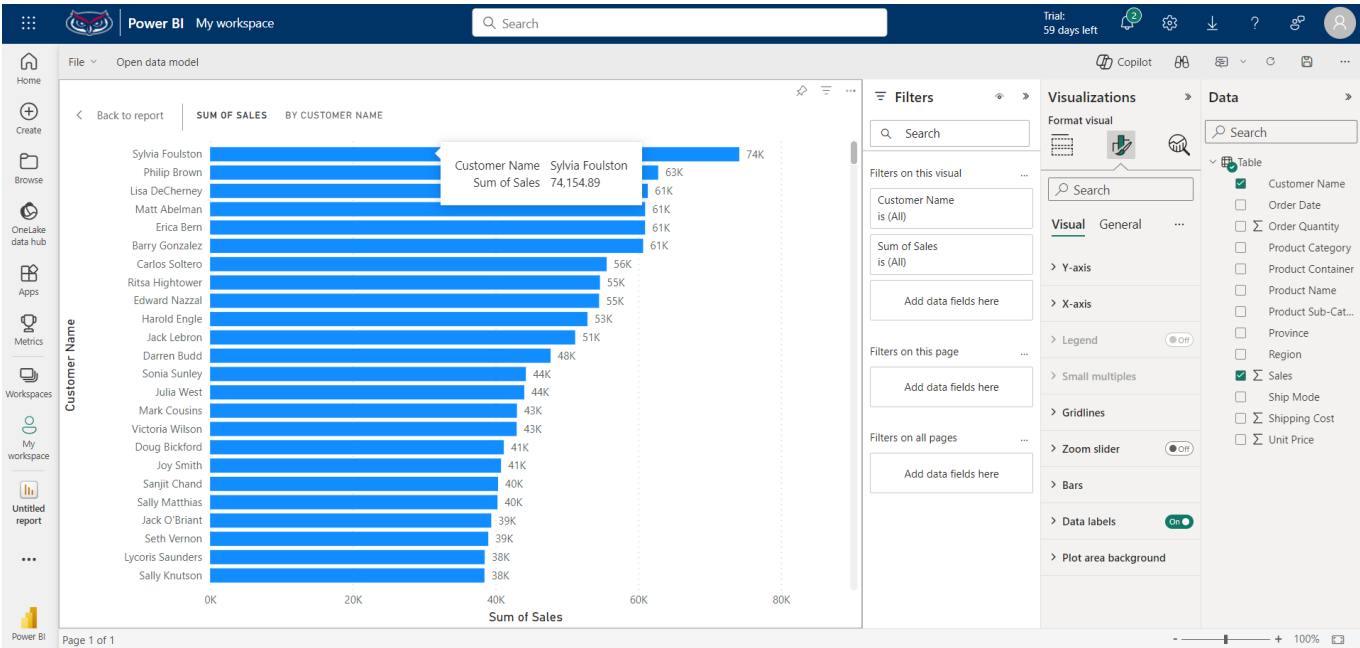 Power BI My workspace
Search
Trial:
59 days left
2
Home
Create
Browse
OneLake
data hub
Apps
Metrics
Workspaces
My
workspace
Untitled
report
Power BI
File Open data model
Copilot
Back to report SUM OF SALES BY CUSTOMER NAME
Customer Name
Sylvia Foulston 74K
Philip Brown 63K
Lisa DeCherney 61K
Matt Abelman 61K
Erica Bern 61K
Barry Gonzalez 61K
Carlos Soltero 56K
Ritsa Hightower 55K
Edward Nazzal 55K
Harold Engle 53K
Jack Lebron 51K
Darren Budd 48K
Sonia Sunley 44K
Julia West 44K
Mark Cousins 43K
Victoria Wilson 43K
Doug Bickford 41K
Joy Smith 41K
Sanjit Chand 40K
Sally Matthias 40K
Jack O'Briant 39K
Seth Vernon 39K
Lycoris Saunders 38K
Sally Knutson 38K
0K 20K 40K 60K 80K
Sum of Sales
Customer Name Sylvia Foulston
Sum of Sales 74,154.89
Page 1 of 1
Filters
Search
Filters on this visual
Customer Name
is (All)
Sum of Sales
is (All)
Add data fields here
Filters on this page
Add data fields here
Filters on all pages
Add data fields here
Visualizations
Format visual
Search
Visual General
Y-axis
X-axis
Legend Off
Small multiples
Gridlines
Zoom slider Off
Bars
Data labels On
Plot area background
Data
Search
Table
Customer Name
Order Date
Order Quantity
Product Category
Product Container
Product Name
Product Sub-Cat...
Province
Region
Sales
Ship Mode
Shipping Cost
Unit Price
- + 100%